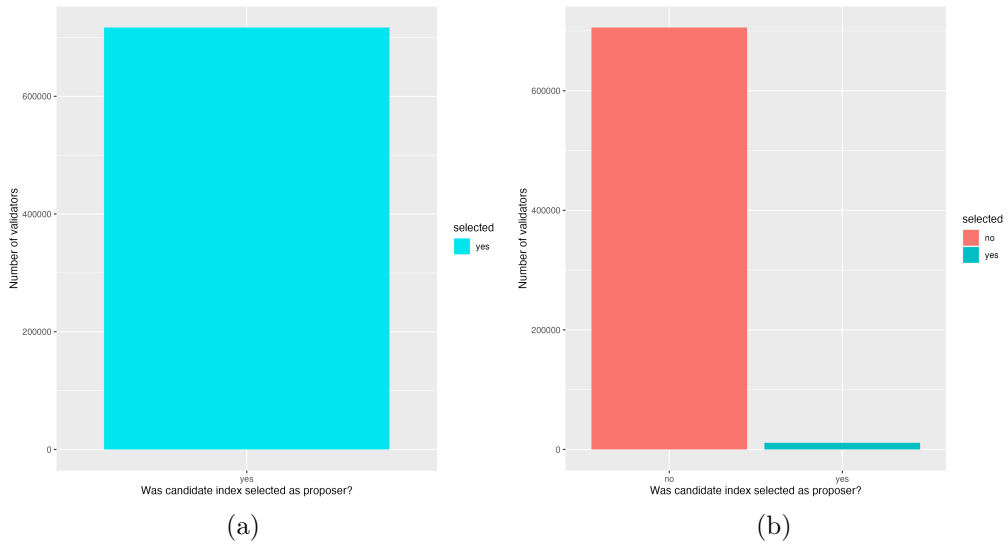 Number of validators
600000
400000
200000
0
yes
Was candidate index selected as proposer?
selected
yes
(a)
Number of validators
600000
400000
200000
0
no
yes
Was candidate index selected as proposer?
selected
no
yes
(b)